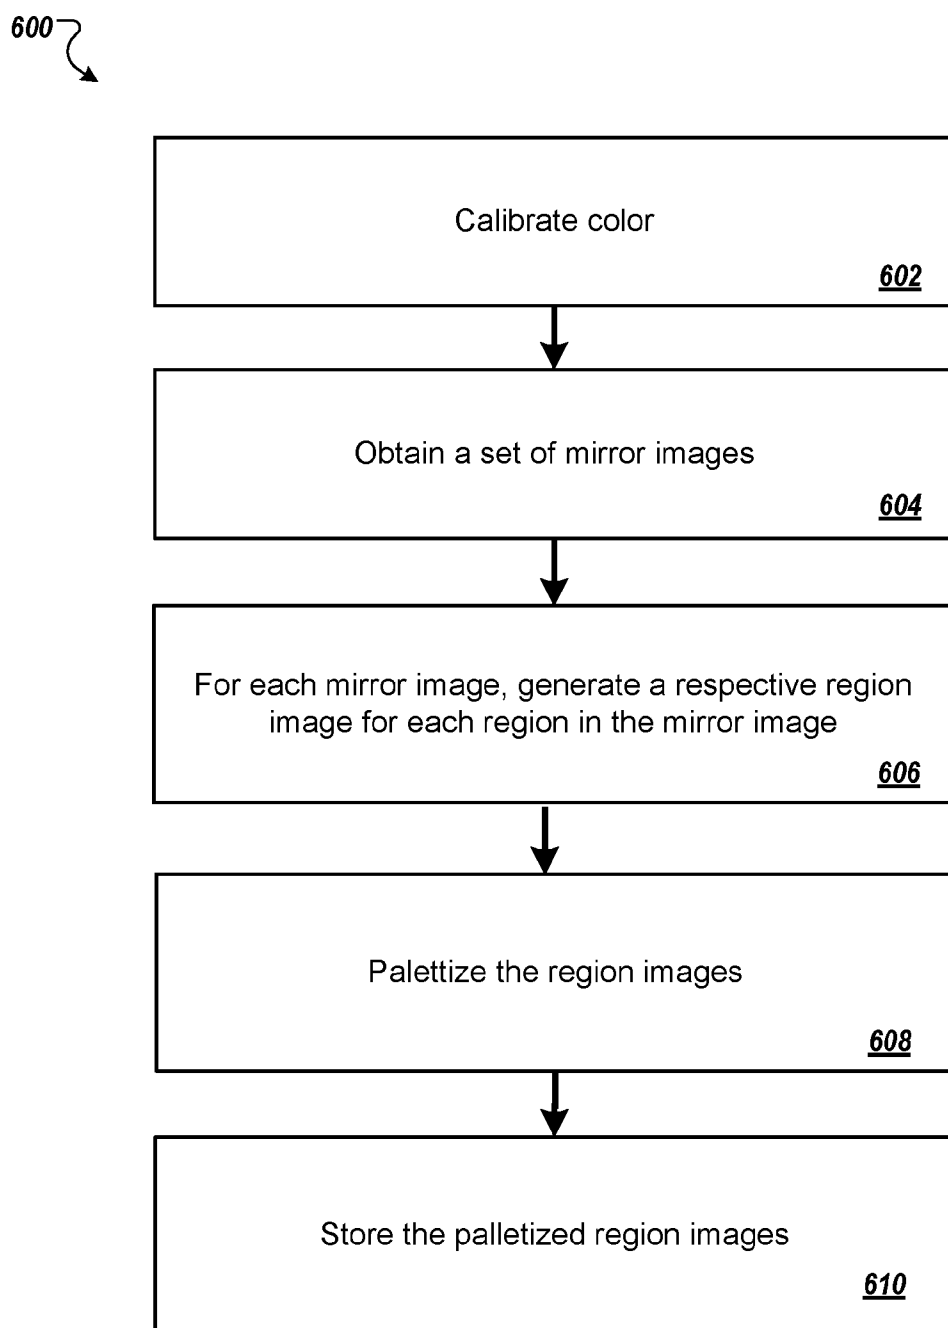 600
Calibrate color
602
Obtain a set of mirror images
604
For each mirror image, generate a respective region
image for each region in the mirror image
606
Palettize the region images
608
Store the palletized region images
610